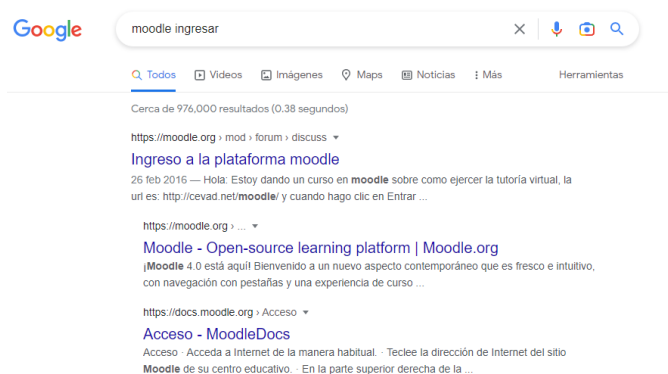 Google
moodle ingresar
Todos Videos Imágenes Maps Noticias Más Herramientas
Cerca de 976,000 resultados (0.38 segundos)
https://moodle.org › mod › forum › discuss
Ingreso a la plataforma moodle
26 feb 2016 — Hola: Estoy dando un curso en moodle sobre como ejercer la tutoría virtual, la
url es: http://cevad.net/moodle/ y cuando hago clic en Entrar ...
https://moodle.org › ...
Moodle - Open-source learning platform | Moodle.org
¡Moodle 4.0 está aquí! Bienvenido a un nuevo aspecto contemporáneo que es fresco e intuitivo,
con navegación con pestañas y una experiencia de curso ...
https://docs.moodle.org › Acceso
Acceso - MoodleDocs
Acceso · Acceda a Internet de la manera habitual. · Teclee la dirección de Internet del sitio
Moodle de su centro educativo. · En la parte superior derecha de la ...